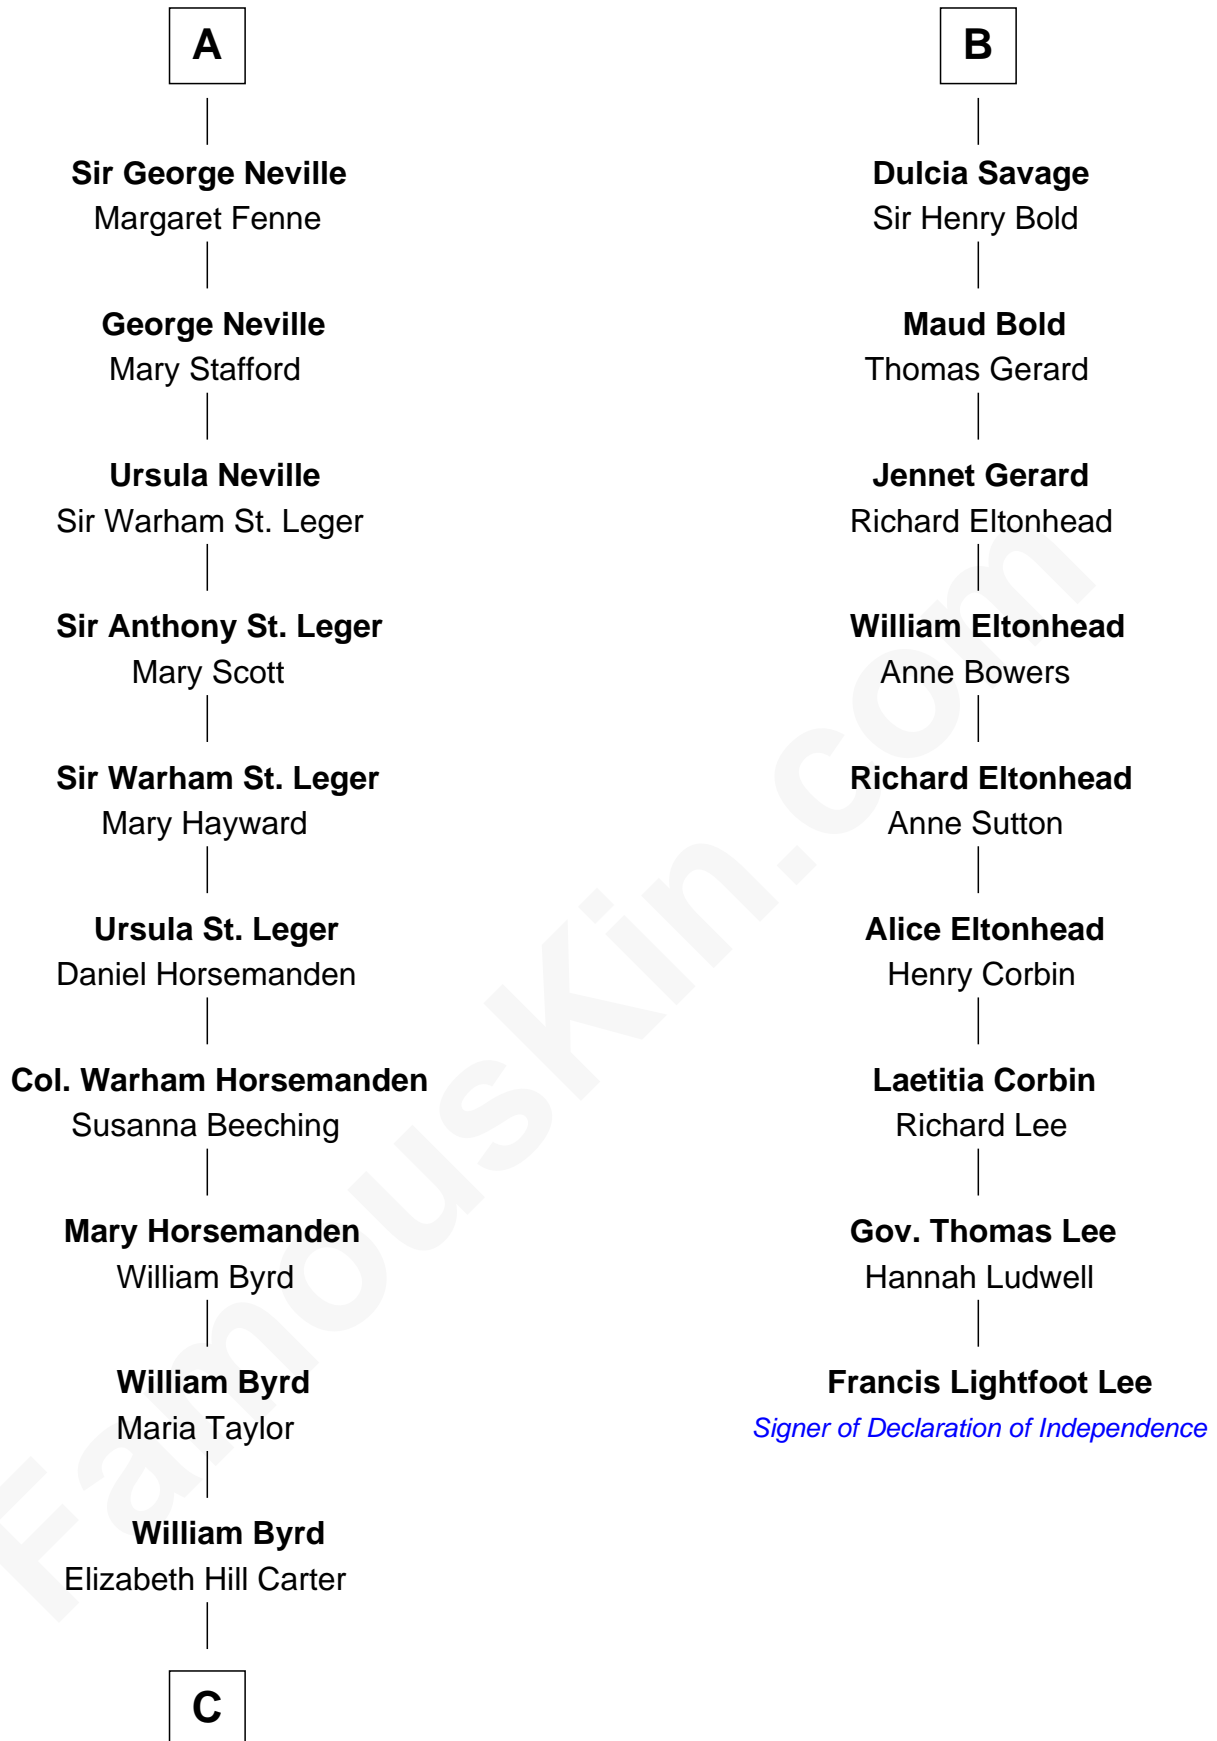 A
Sir George Neville
Margaret Fenne
George Neville
Mary Stafford
Ursula Neville
Sir Warham St. Leger
Sir Anthony St. Leger
Mary Scott
Sir Warham St. Leger
Mary Hayward
Ursula St. Leger
Daniel Horsemanden
Col. Warham Horsemanden
Susanna Beeching
Mary Horsemanden
William Byrd
William Byrd
Maria Taylor
William Byrd
Elizabeth Hill Carter
C
B
Dulcia Savage
Sir Henry Bold
Maud Bold
Thomas Gerard
Jennet Gerard
Richard Eltonhead
William Eltonhead
Anne Bowers
Richard Eltonhead
Anne Sutton
Alice Eltonhead
Henry Corbin
Laetitia Corbin
Richard Lee
Gov. Thomas Lee
Hannah Ludwell
Francis Lightfoot Lee
Signer of Declaration of Independence
FamousKin.com